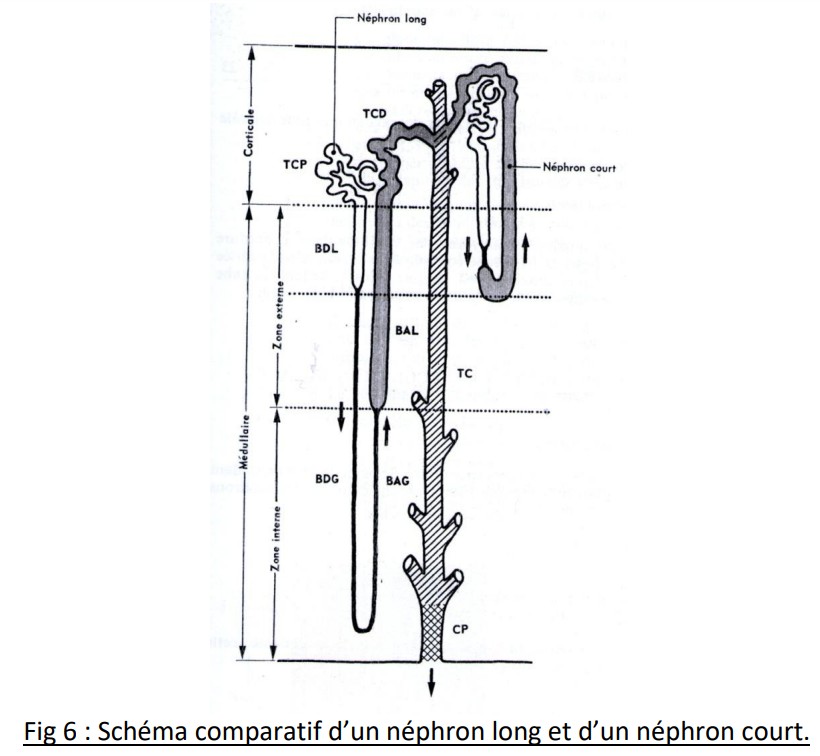 Néphron long
TCD
Corticale
TCP
Néphron court
BDL
Zone externe
BAL
TC
Médullaire
BDG
BAG
Zone interne
CP
Fig 6 : Schéma comparatif d’un néphron long et d’un néphron court.